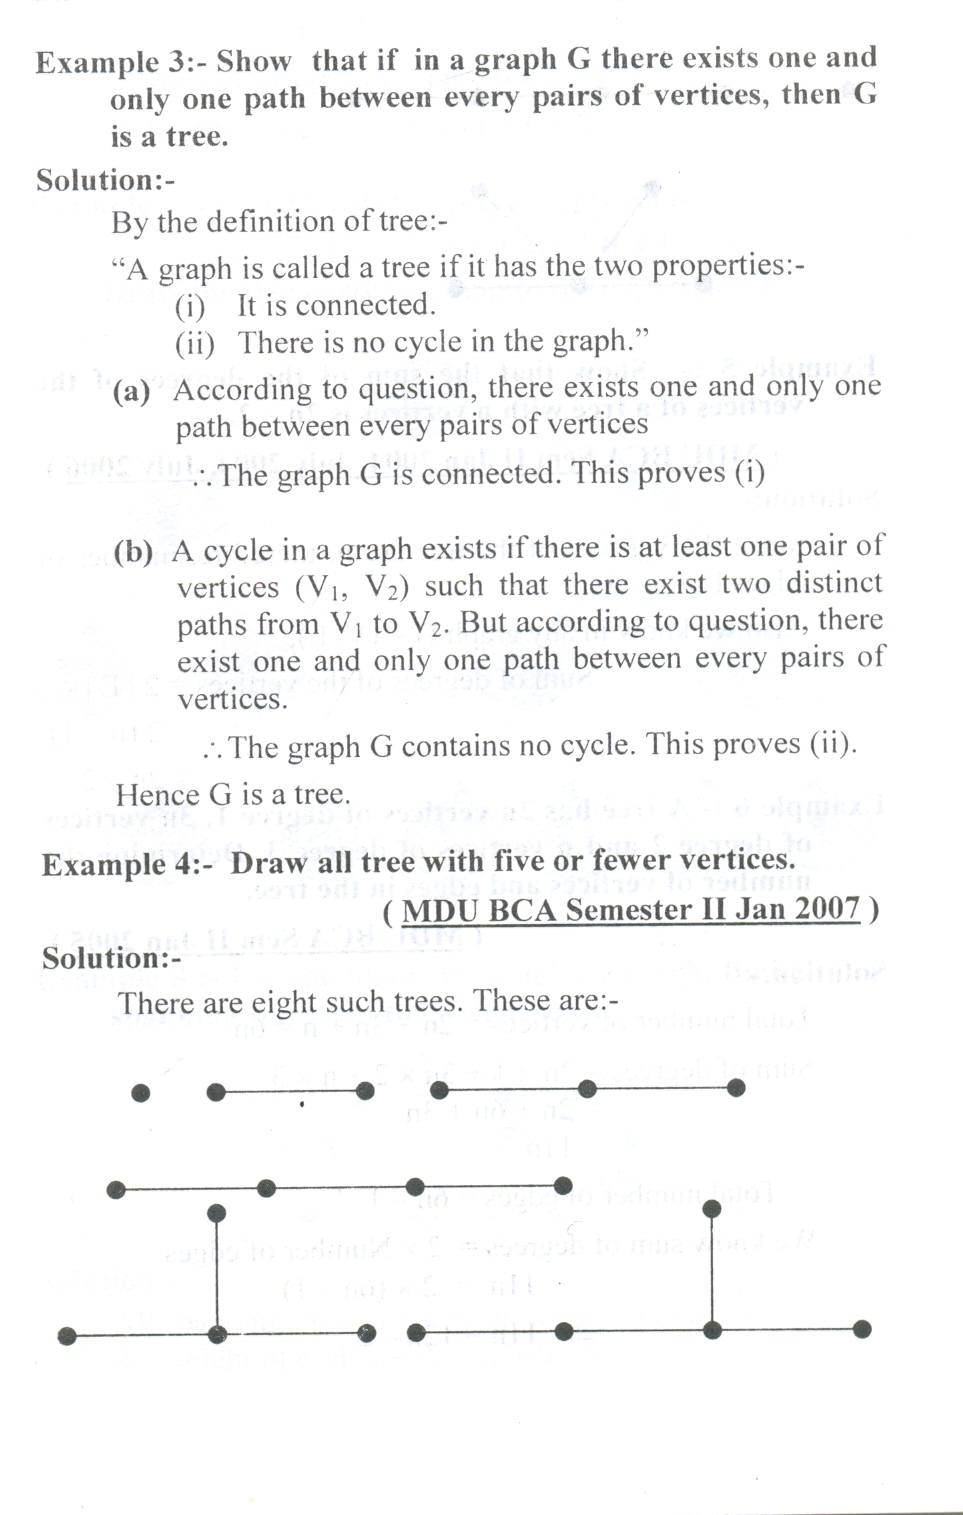 Example 3:- Show that if in a graph G there exists one and
only one path between every pairs of vertices, then G
is a tree.
Solution:-
By the definition of tree:-
“A graph is called a tree if it has the two properties:-
(i) It is connected.
(ii) There is no cycle in the graph.”
(a) According to question, there exists one and only one
path between every pairs of vertices
∴ The graph G is connected. This proves (i)
(b) A cycle in a graph exists if there is at least one pair of
vertices (V₁, V₂) such that there exist two distinct
paths from V₁ to V₂. But according to question, there
exist one and only one path between every pairs of
vertices.
∴ The graph G contains no cycle. This proves (ii).
Hence G is a tree.
Example 4:- Draw all tree with five or fewer vertices.
( MDU BCA Semester II Jan 2007 )
Solution:-
There are eight such trees. These are:-